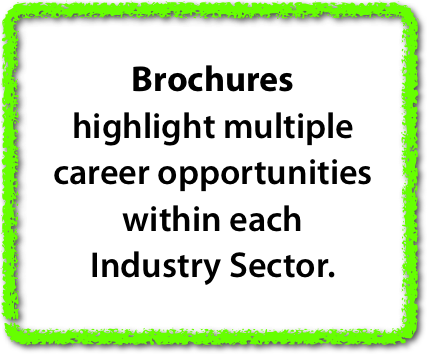 Brochures
highlight multiple
career opportunities
within each
Industry Sector.